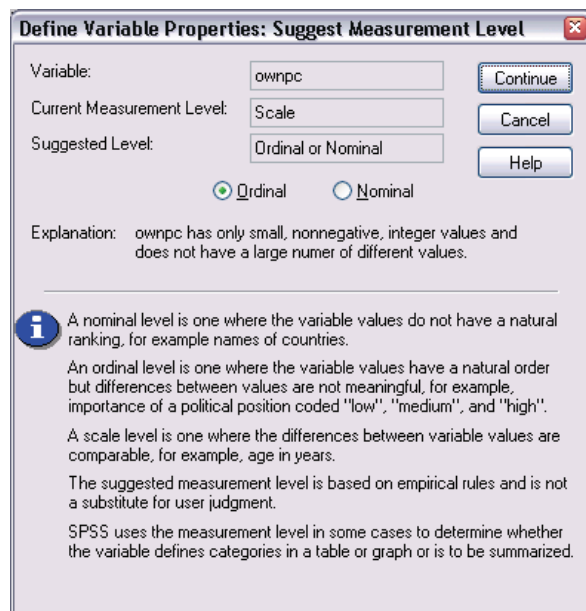 Define Variable Properties: Suggest Measurement Level
Variable:
ownpc
Continue
Current Measurement Level:
Scale
Cancel
Suggested Level:
Ordinal or Nominal
Help
Ordinal
Nominal
Explanation:
ownpc has only small, nonnegative, integer values and
does not have a large numer of different values.
A nominal level is one where the variable values do not have a natural
ranking, for example names of countries.
An ordinal level is one where the variable values have a natural order
but differences between values are not meaningful, for example,
importance of a political position coded "low", "medium", and "high".
A scale level is one where the differences between variable values are
comparable, for example, age in years.
The suggested measurement level is based on empirical rules and is not
a substitute for user judgment.
SPSS uses the measurement level in some cases to determine whether
the variable defines categories in a table or graph or is to be summarized.